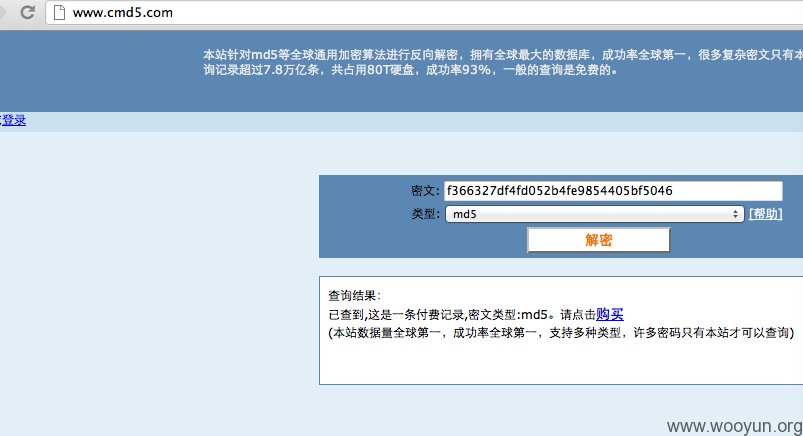 www.cmd5.com
本站针对md5等全球通用加密算法进行反向解密，拥有全球最大的数据库，成功率全球第一，很多复杂密文只有本
询记录超过7.8万亿条，共占用80T硬盘，成功率93%，一般的查询是免费的。
登录
密文: f366327df4fd052b4fe9854405bf5046
类型: md5 [帮助]
解密
查询结果：
已查到,这是一条付费记录,密文类型:md5。请点击购买
(本站数据量全球第一，成功率全球第一，支持多种类型，许多密码只有本站才可以查询)
www.wooyun.org